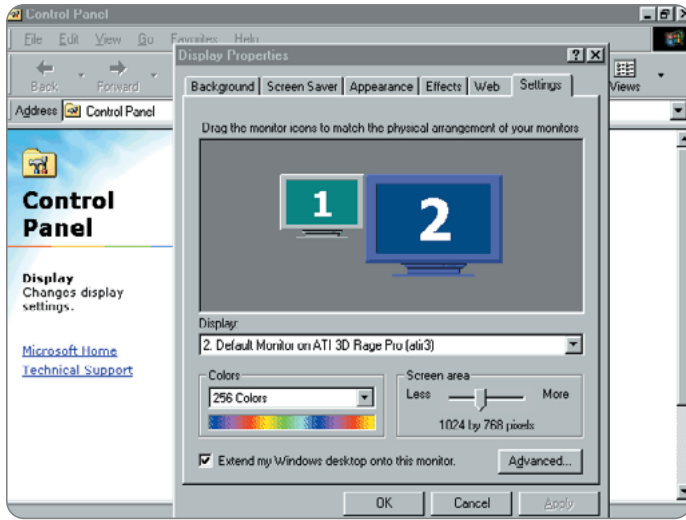 Control Panel
File Edit View Go Favorites Help
Back Forward Views
Address Control Panel
Control
Panel
Display
Changes display
settings.
Microsoft Home
Technical Support
Display Properties
Background Screen Saver Appearance Effects Web Settings
Drag the monitor icons to match the physical arrangement of your monitors
1 2
Display:
2. Default Monitor on ATI 3D Rage Pro (atir3)
Colors
256 Colors
Screen area
Less More
1024 by 768 pixels
Extend my Windows desktop onto this monitor.
Advanced...
OK Cancel Apply